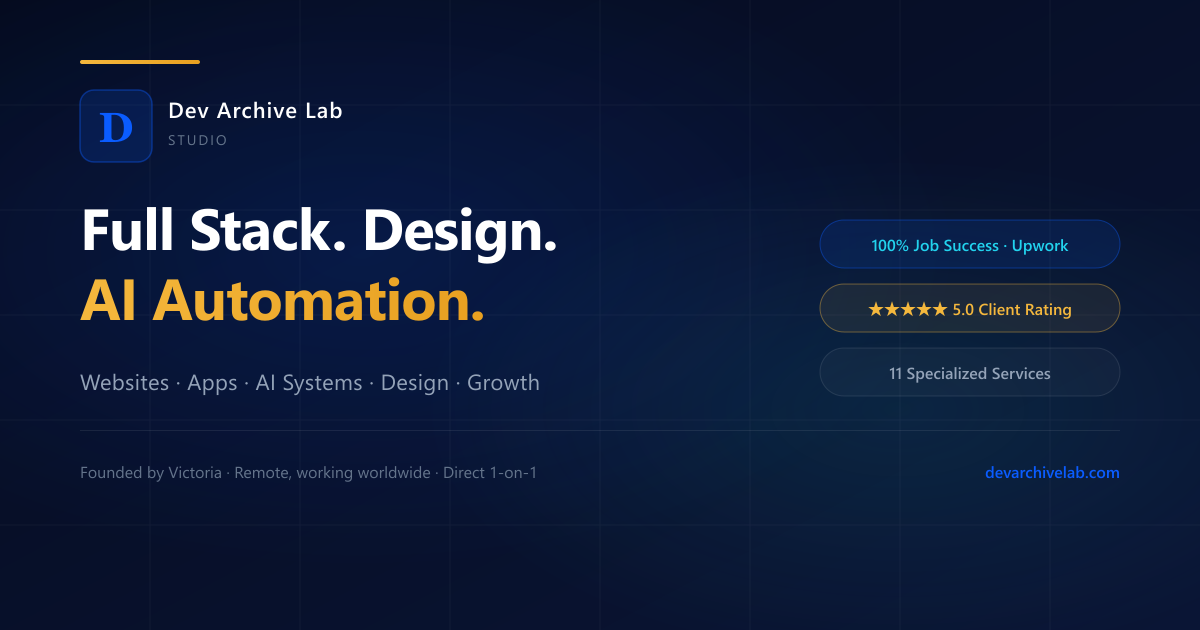 D
Dev Archive Lab
STUDIO
Full Stack. Design.
AI Automation.
Websites · Apps · AI Systems · Design · Growth
100% Job Success · Upwork
★★★★★ 5.0 Client Rating
11 Specialized Services
Founded by Victoria · Remote, working worldwide · Direct 1-on-1
devarchivelab.com